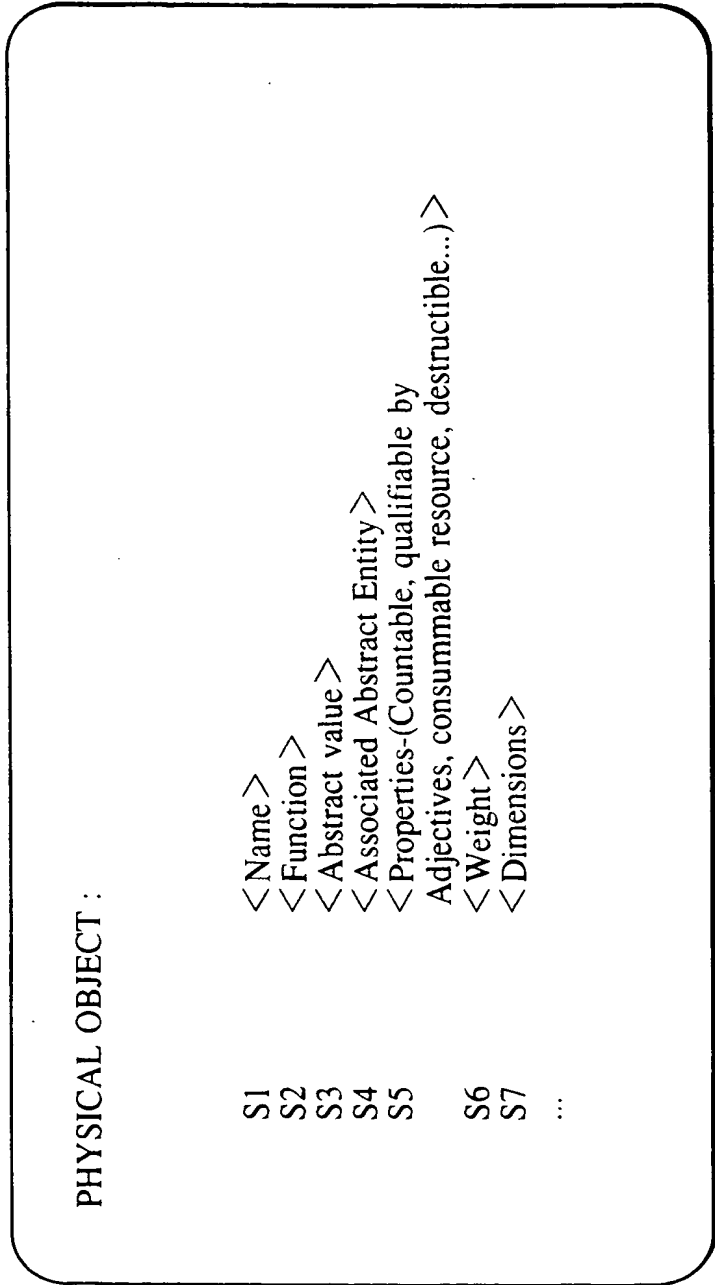 PHYSICAL OBJECT :
S1 <Name>
S2 <Function>
S3 <Abstract value>
S4 <Associated Abstract Entity>
S5 <Properties-(Countable, qualifiable by
Adjectives, consummable resource, destructible...)>
S6 <Weight>
S7 <Dimensions>
...